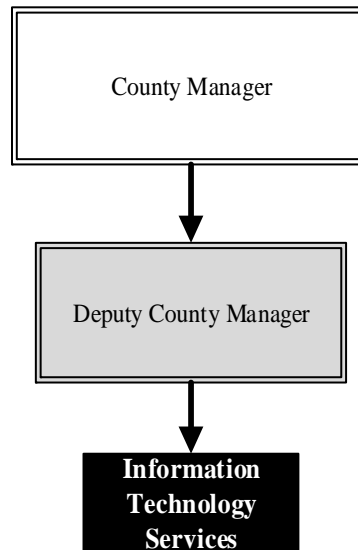 County Manager
Deputy County Manager
Information
Technology
Services